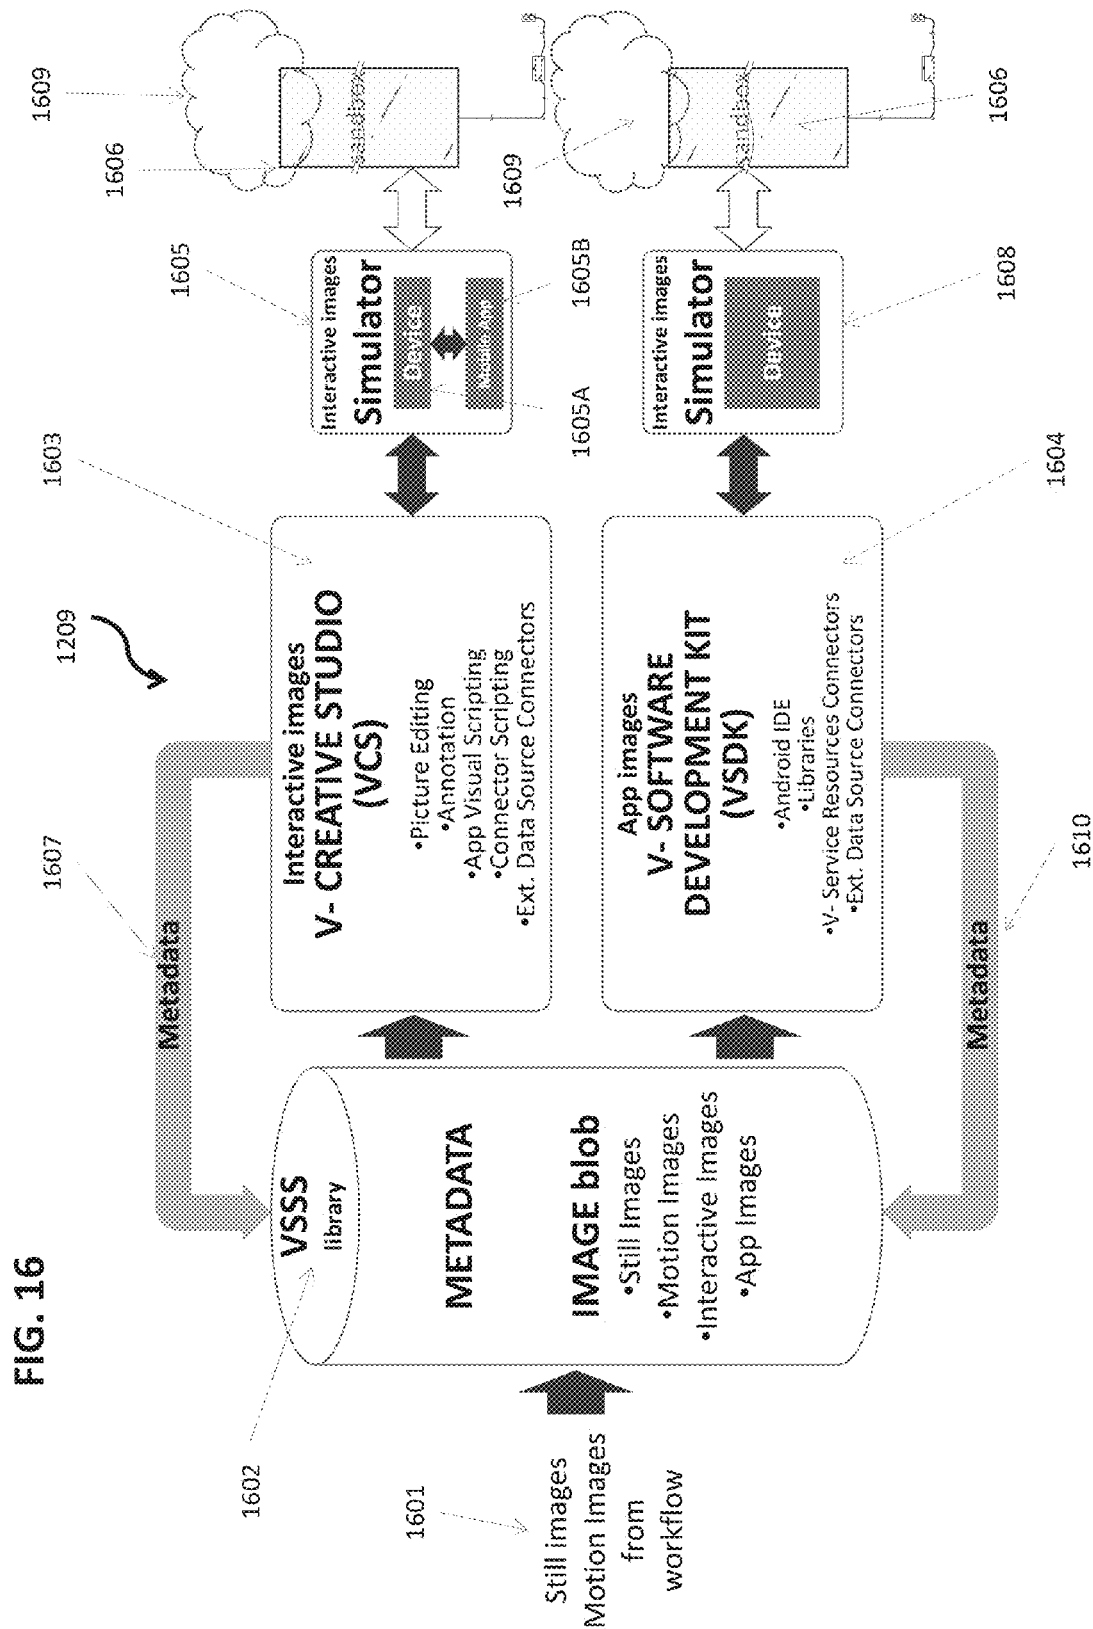 FIG. 16
1209
1601
Still images
Motion Images
from
workflow
1602
VSSS
library
METADATA
IMAGE blob
•Still Images
•Motion Images
•Interactive Images
•App Images
1607
Metadata
Metadata
1610
1603
Interactive images
V- CREATIVE STUDIO
(VCS)
•Picture Editing
•Annotation
•App Visual Scripting
•Connector Scripting
•Ext. Data Source Connectors
App images
V- SOFTWARE
DEVELOPMENT KIT
(VSDK)
•Android IDE
•Libraries
•V- Service Resources Connectors
•Ext. Data Source Connectors
1604
1605
Interactive images
Simulator
Device
1605A
1605B
Interactive images
Simulator
Device
1608
1609
1606
sandbox
1609
sandbox
1606